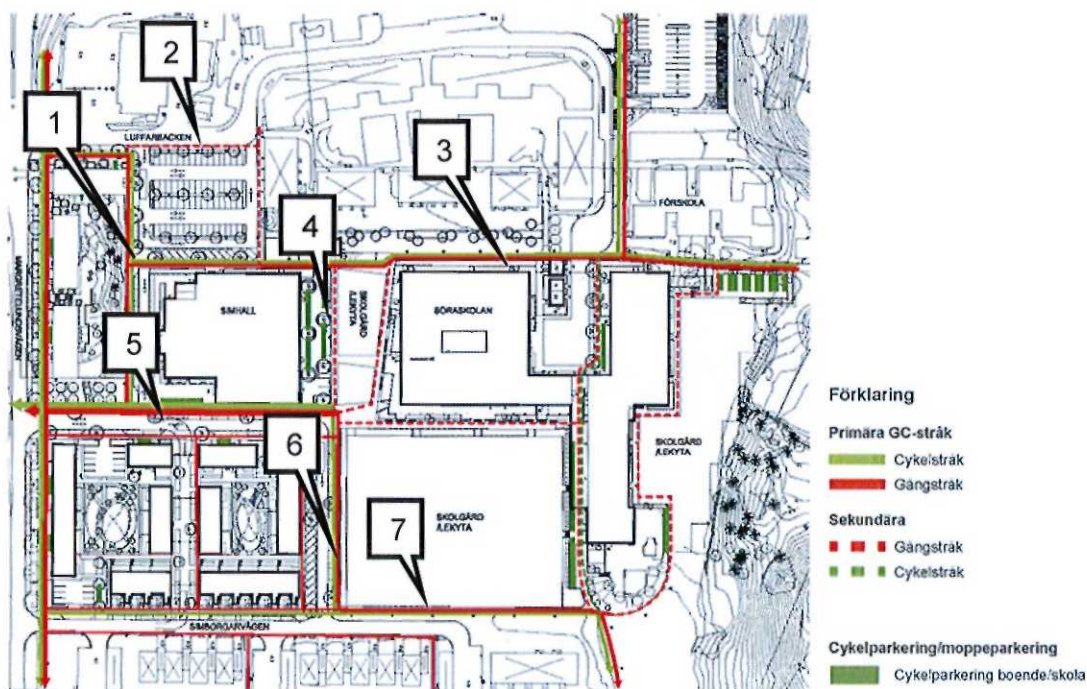 2
1
LUFFARBACKEN
3
FÖRSKOLA
4
SKOLGÅRD
/LEKYTA
SIMHALL
SÖRASKOLAN
5
6
SKOLGÅRD
/LEKYTA
SKOLGÅRD
/LEKYTA
7
SIMBORGARVÄGEN
Förklaring
Primära GC-stråk
Cykelstråk
Gångstråk
Sekundära
Gångstråk
Cykelstråk
Cykelparkering/moppeparkering
Cykelparkering boende/skola